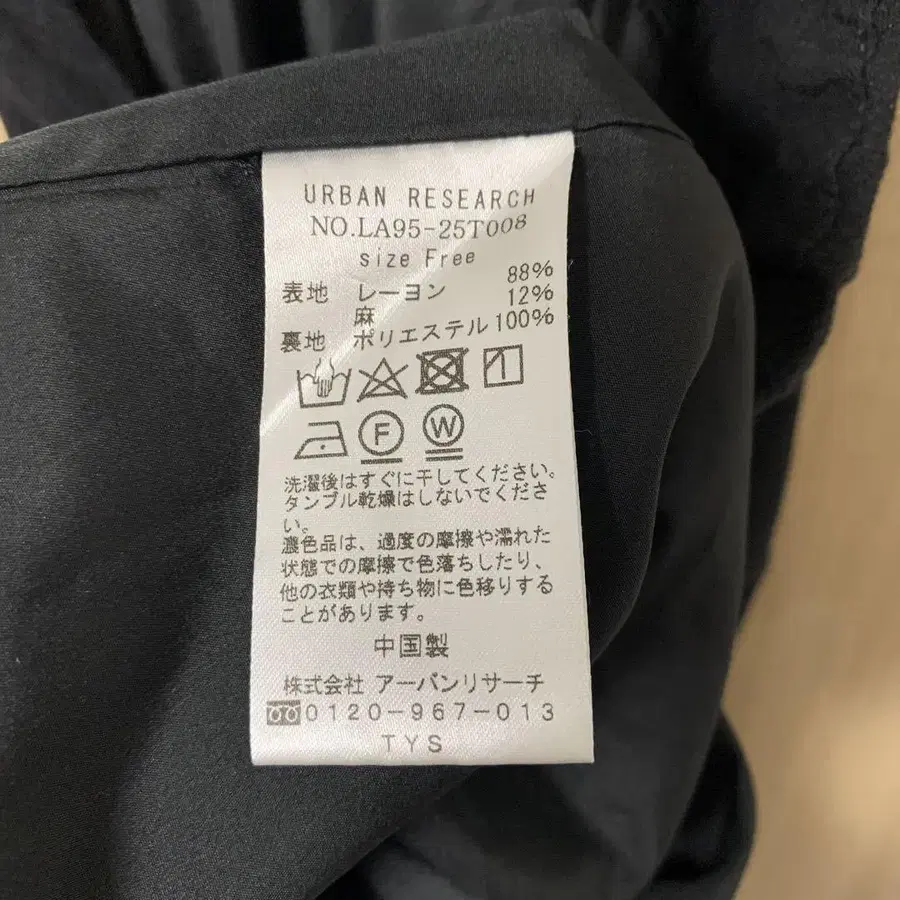 URBAN RESEARCH
NO.LA95-25T008
size Free
表地 レーヨン 88%
麻 12%
裏地 ポリエステル 100%
F W
洗濯後はすぐに干してください。
タンブル乾燥はしないでくださ
い。
濃色品は、過度の摩擦や濡れた
状態での摩擦で色落ちしたり、
他の衣類や持ち物に色移りする
ことがあります。
中国製
株式会社 アーバンリサーチ
0120-967-013
TYS